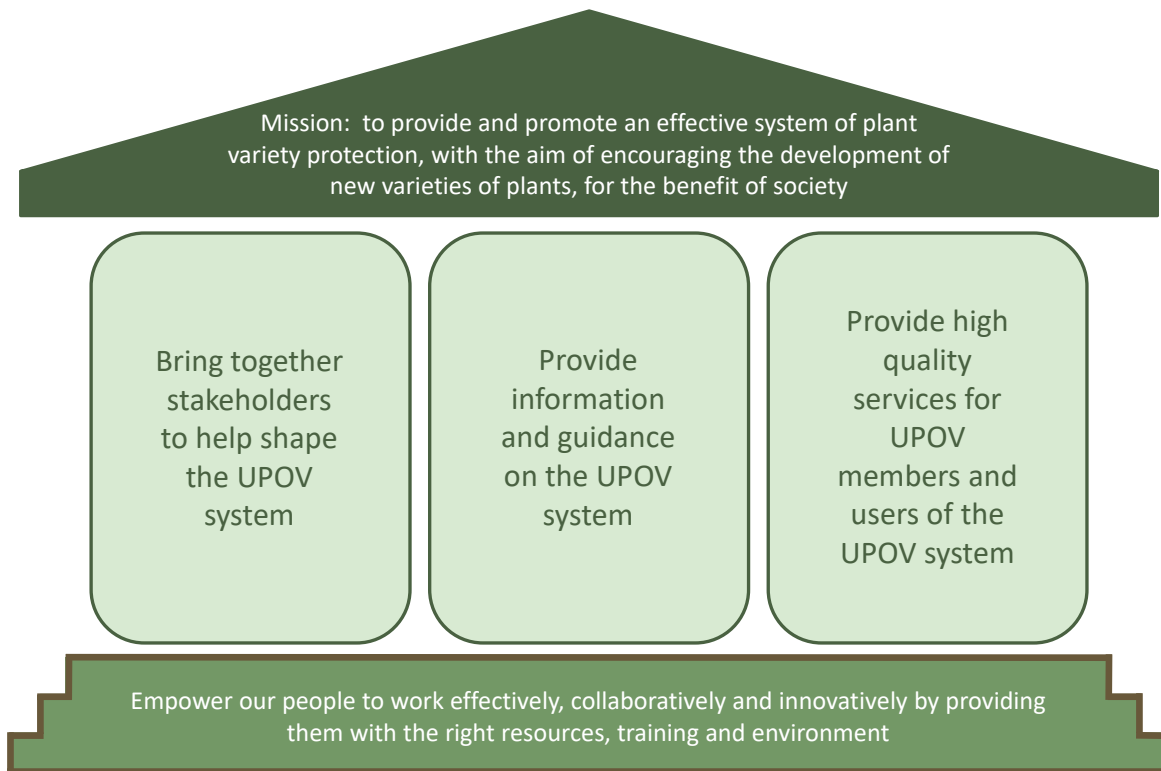 Mission:  to provide and promote an effective system of plant
variety protection, with the aim of encouraging the development of
new varieties of plants, for the benefit of society
Bring together
stakeholders
to help shape
the UPOV
system
Provide
information
and guidance
on the UPOV
system
Provide high
quality
services for
UPOV
members and
users of the
UPOV system
Empower our people to work effectively, collaboratively and innovatively by providing
them with the right resources, training and environment